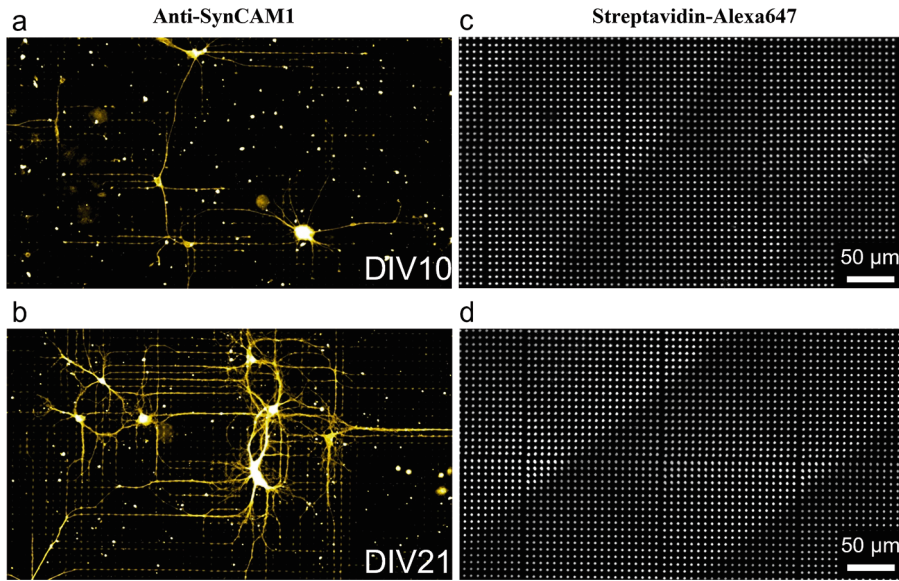 Anti-SynCAM1
Streptavidin-Alexa647
a
c
DIV10
50 µm
b
d
DIV21
50 µm